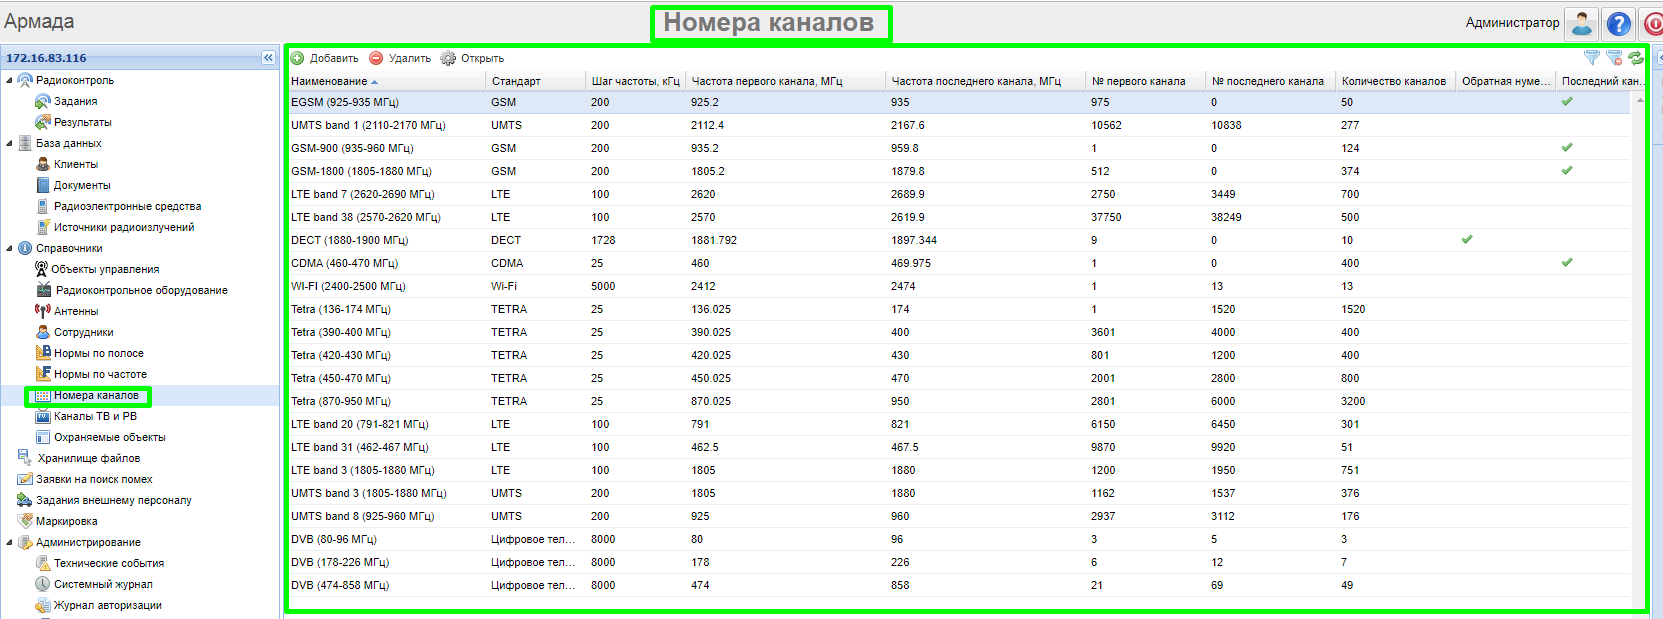 Армада
Номера каналов
Администратор
172.16.83.116
Радиоконтроль
Задания
Результаты
База данных
Клиенты
Документы
Радиоэлектронные средства
Источники радиоизлучений
Справочники
Объекты управления
Радиоконтрольное оборудование
Антенны
Сотрудники
Нормы по полосе
Нормы по частоте
Номера каналов
Каналы ТВ и РВ
Охраняемые объекты
Хранилище файлов
Заявки на поиск помех
Задания внешнему персоналу
Маркировка
Администрирование
Технические события
Системный журнал
Журнал авторизации
Добавить Удалить Открыть
Наименование Стандарт Шаг частоты, кГц Частота первого канала, МГц Частота последнего канала, МГц № первого канала № последнего канала Количество каналов Обратная нуме... Последний кан...
EGSM (925-935 МГц) GSM 200 925.2 935 975 0 50
UMTS band 1 (2110-2170 МГц) UMTS 200 2112.4 2167.6 10562 10838 277
GSM-900 (935-960 МГц) GSM 200 935.2 959.8 1 0 124
GSM-1800 (1805-1880 МГц) GSM 200 1805.2 1879.8 512 0 374
LTE band 7 (2620-2690 МГц) LTE 100 2620 2689.9 2750 3449 700
LTE band 38 (2570-2620 МГц) LTE 100 2570 2619.9 37750 38249 500
DECT (1880-1900 МГц) DECT 1728 1881.792 1897.344 9 0 10
CDMA (460-470 МГц) CDMA 25 460 469.975 1 0 400
WI-FI (2400-2500 МГц) Wi-Fi 5000 2412 2474 1 13 13
Tetra (136-174 МГц) TETRA 25 136.025 174 1 1520 1520
Tetra (390-400 МГц) TETRA 25 390.025 400 3601 4000 400
Tetra (420-430 МГц) TETRA 25 420.025 430 801 1200 400
Tetra (450-470 МГц) TETRA 25 450.025 470 2001 2800 800
Tetra (870-950 МГц) TETRA 25 870.025 950 2801 6000 3200
LTE band 20 (791-821 МГц) LTE 100 791 821 6150 6450 301
LTE band 31 (462-467 МГц) LTE 100 462.5 467.5 9870 9920 51
LTE band 3 (1805-1880 МГц) LTE 100 1805 1880 1200 1950 751
UMTS band 3 (1805-1880 МГц) UMTS 200 1805 1880 1162 1537 376
UMTS band 8 (925-960 МГц) UMTS 200 925 960 2937 3112 176
DVB (80-96 МГц) Цифровое тел... 8000 80 96 3 5 3
DVB (178-226 МГц) Цифровое тел... 8000 178 226 6 12 7
DVB (474-858 МГц) Цифровое тел... 8000 474 858 21 69 49